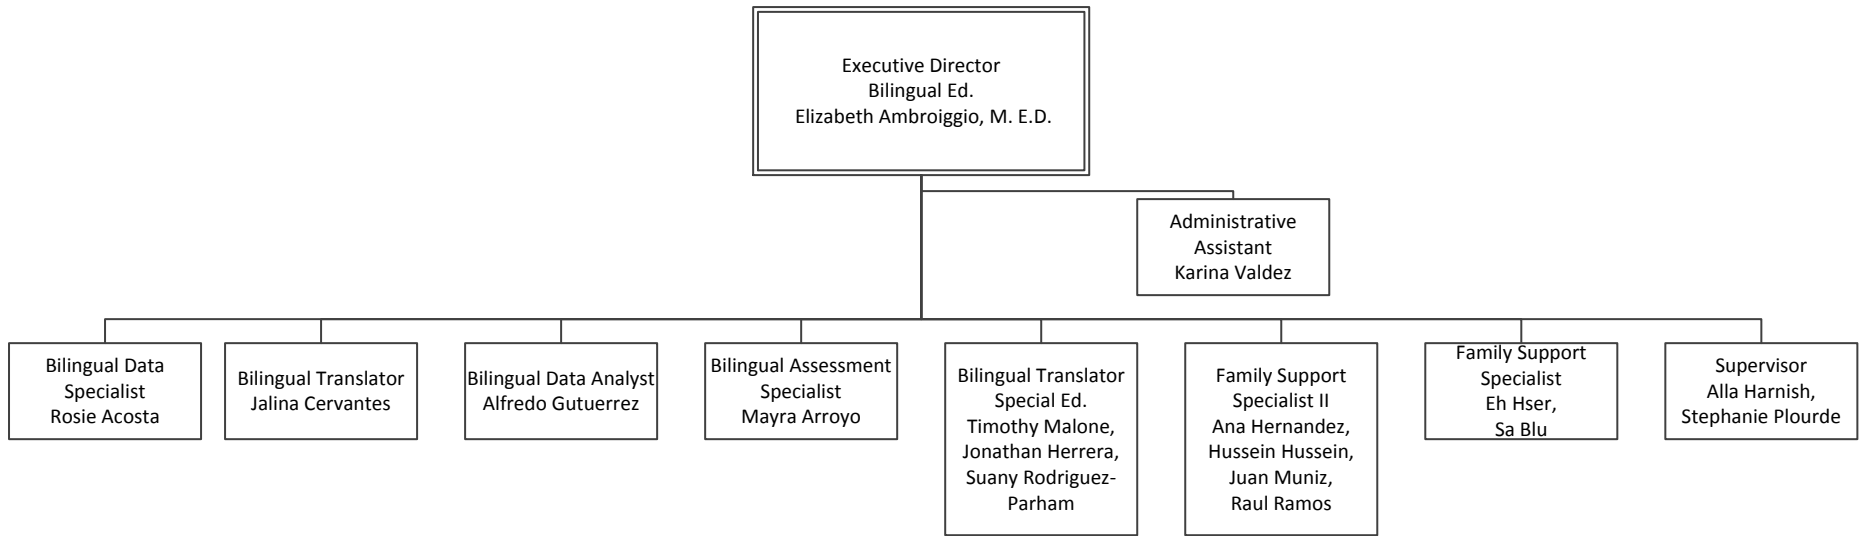 Executive Director
Bilingual Ed.
Elizabeth Ambroiggio, M. E.D.
Administrative
Assistant
Karina Valdez
Bilingual Data
Specialist
Rosie Acosta
Bilingual Translator
Jalina Cervantes
Bilingual Data Analyst
Alfredo Gutuerrez
Bilingual Assessment
Specialist
Mayra Arroyo
Bilingual Translator
Special Ed.
Timothy Malone,
Jonathan Herrera,
Suany Rodriguez-
Parham
Family Support
Specialist II
Ana Hernandez,
Hussein Hussein,
Juan Muniz,
Raul Ramos
Family Support
Specialist
Eh Hser,
Sa Blu
Supervisor
Alla Harnish,
Stephanie Plourde